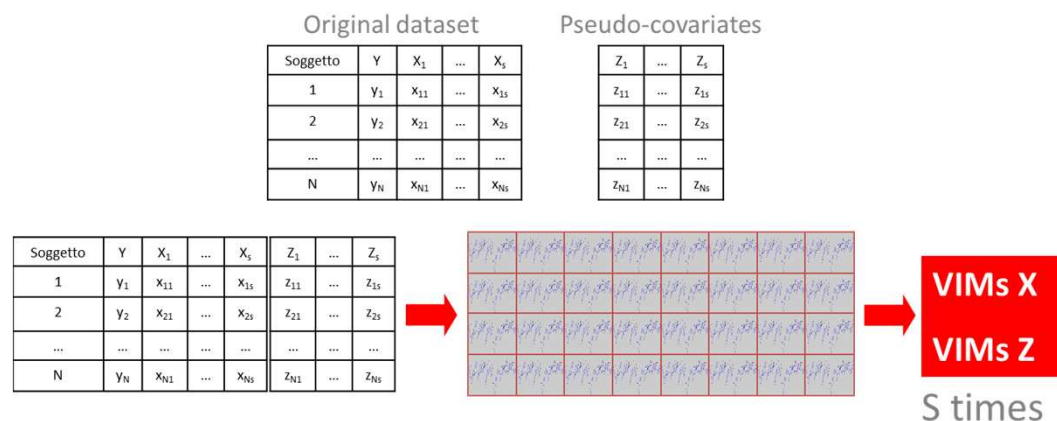 Original dataset
Pseudo-covariates
Soggetto Y X1 ... Xs
1 y1 x11 ... x1s
2 y2 x21 ... x2s
... ... ... ... ...
N yN xN1 ... xNs
Z1 ... Zs
z11 ... z1s
z21 ... z2s
... ... ...
zN1 ... zNs
Soggetto Y X1 ... Xs Z1 ... Zs
1 y1 x11 ... x1s z11 ... z1s
2 y2 x21 ... x2s z21 ... z2s
... ... ... ... ... ... ... ...
N yN xN1 ... xNs zN1 ... zNs
VIMs X
VIMs Z
S times